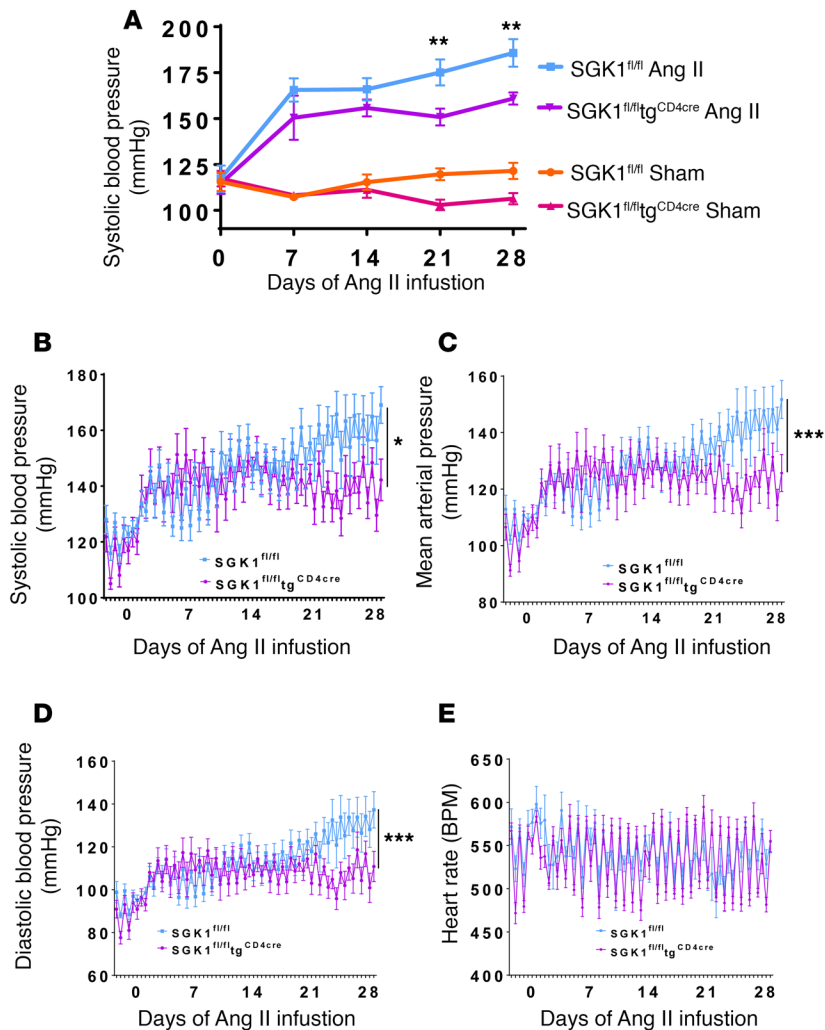 A
Systolic blood pressure
(mmHg)
200
175
150
125
100
** **
0 7 14 21 28
Days of Ang II infustion
SGK1fl/fl Ang II
SGK1fl/fltgCD4cre Ang II
SGK1fl/fl Sham
SGK1fl/fltgCD4cre Sham
B
Systolic blood pressure
(mmHg)
180
160
140
120
100
*
SGK1fl/fl
SGK1fl/fltgCD4cre
0 7 14 21 28
Days of Ang II infustion
C
Mean arterial pressure
(mmHg)
160
140
120
100
80
***
SGK1fl/fl
SGK1fl/fltgCD4cre
0 7 14 21 28
Days of Ang II infustion
D
Diastolic blood pressure
(mmHg)
160
140
120
100
80
60
***
SGK1fl/fl
SGK1fl/fltgCD4cre
0 7 14 21 28
Days of Ang II infustion
E
Heart rate (BPM)
650
600
550
500
450
400
SGK1fl/fl
SGK1fl/fltgCD4cre
0 7 14 21 28
Days of Ang II infustion